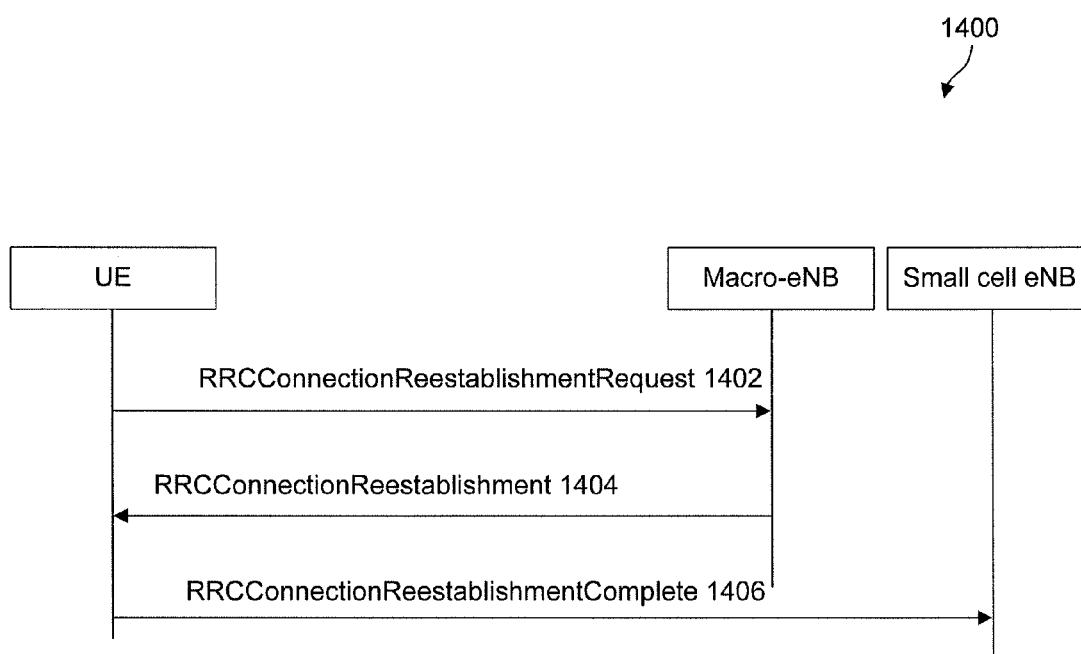 1400
UE
Macro-eNB
Small cell eNB
RRCConnectionReestablishmentRequest 1402
RRCConnectionReestablishment 1404
RRCConnectionReestablishmentComplete 1406